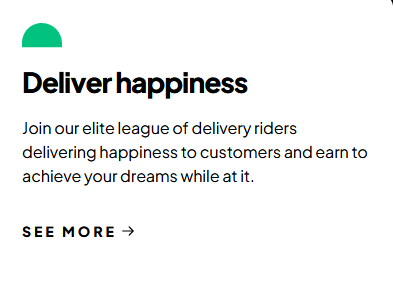 Deliver happiness
Join our elite league of delivery riders
delivering happiness to customers and earn to
achieve your dreams while at it.
SEE MORE →